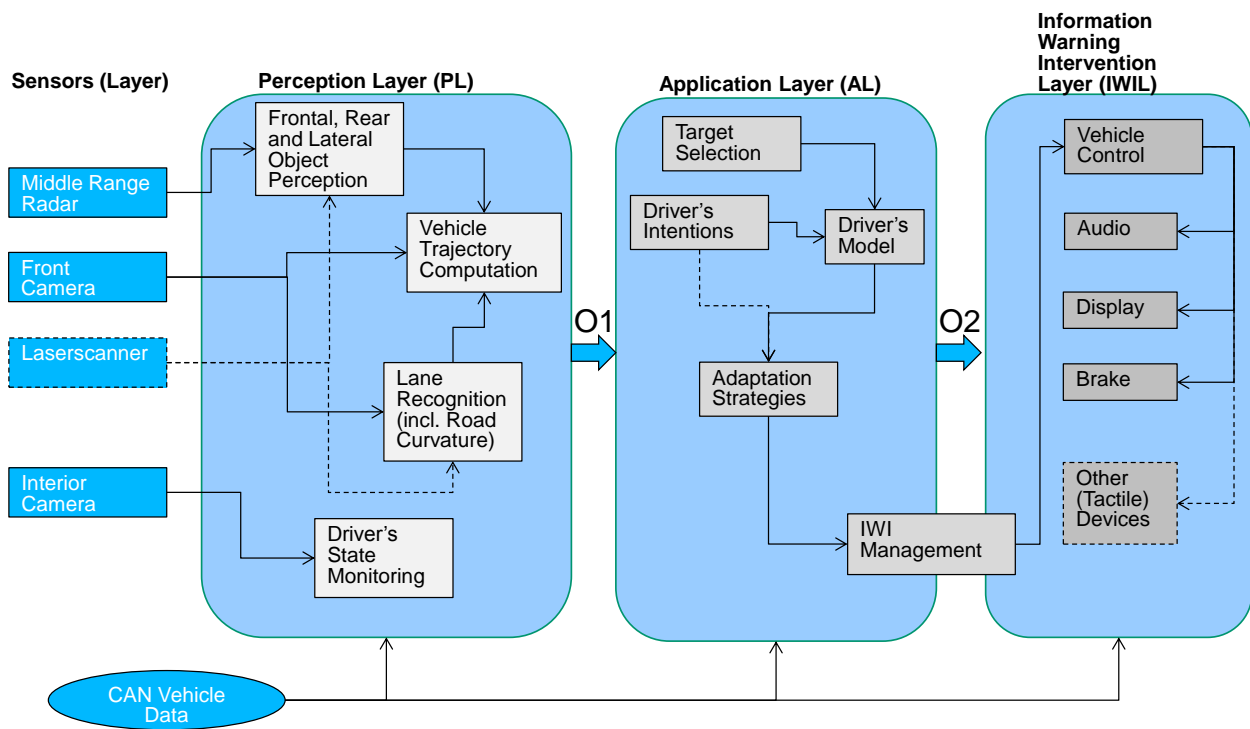 Sensors (Layer)
Middle Range
Radar
Front
Camera
Laserscanner
Interior
Camera
CAN Vehicle
Data
Perception Layer (PL)
Frontal, Rear
and Lateral
Object
Perception
Vehicle
Trajectory
Computation
Lane
Recognition
(incl. Road
Curvature)
Driver's
State
Monitoring
O1
Application Layer (AL)
Target
Selection
Driver's
Intentions
Driver's
Model
Adaptation
Strategies
IWI
Management
O2
Information
Warning
Intervention
Layer (IWIL)
Vehicle
Control
Audio
Display
Brake
Other
(Tactile)
Devices